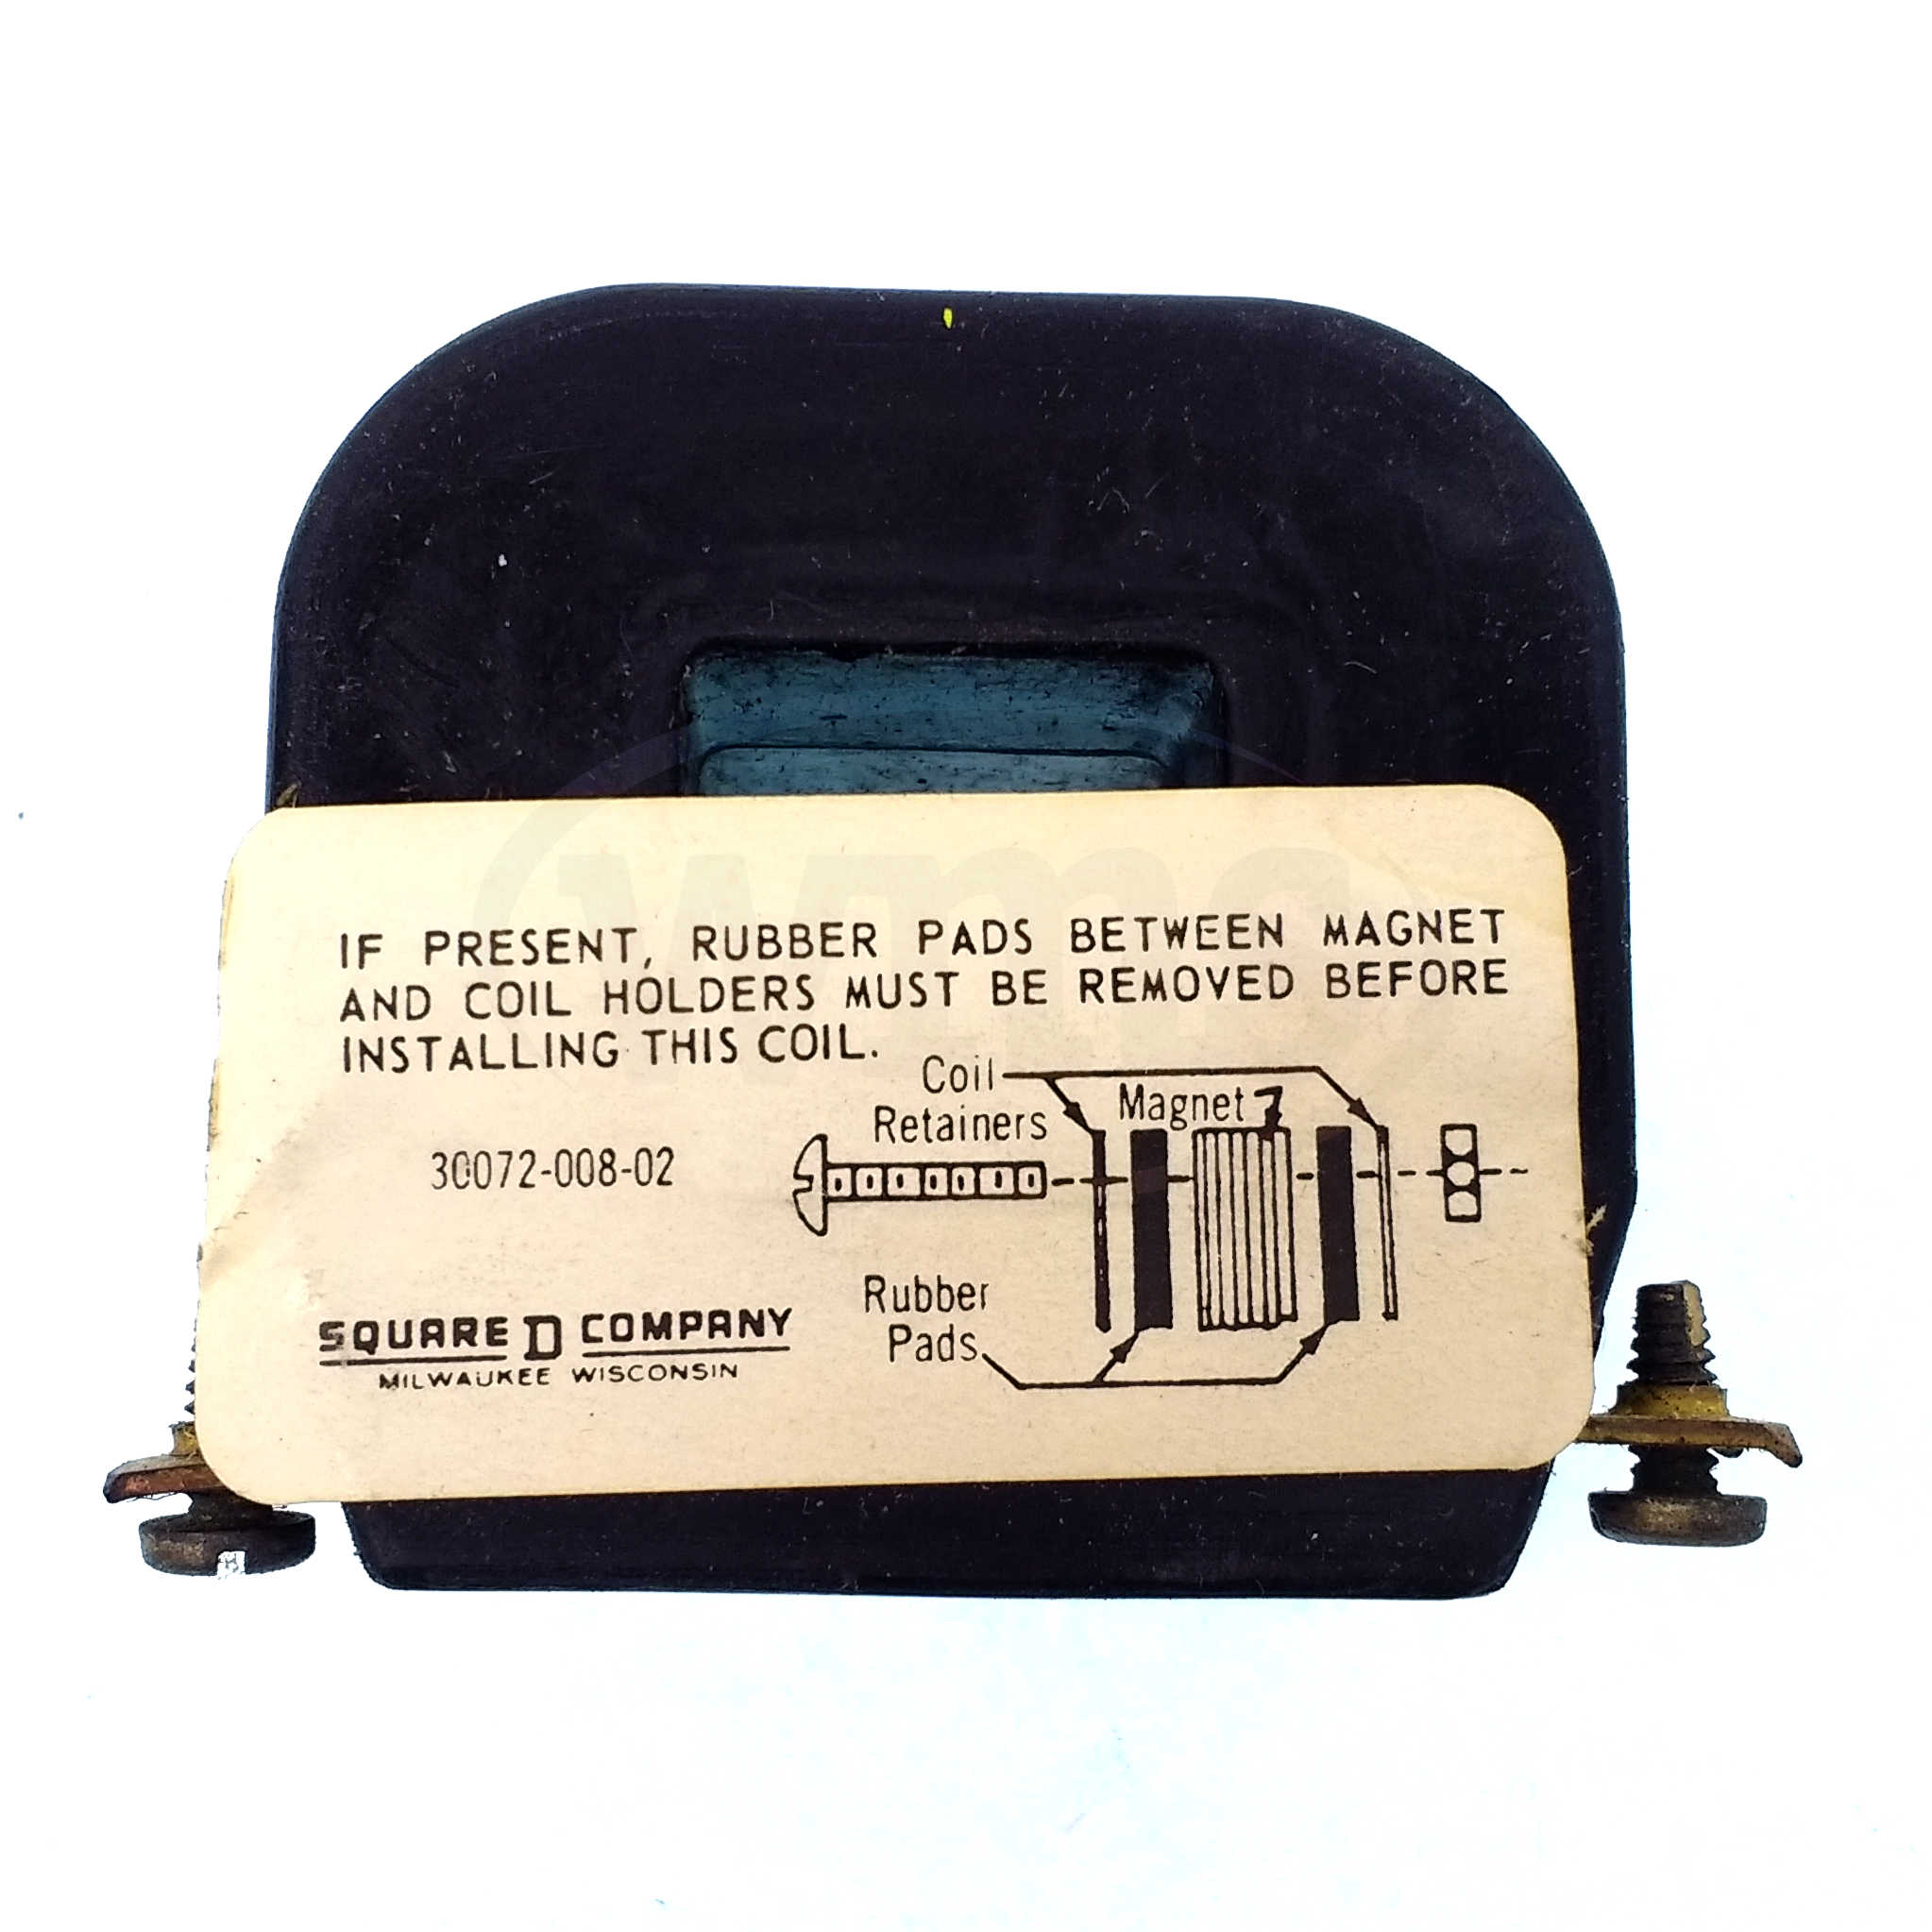 IF PRESENT, RUBBER PADS BETWEEN MAGNET
AND COIL HOLDERS MUST BE REMOVED BEFORE
INSTALLING THIS COIL.
Coil
Retainers
Magnet
30072-008-02
Rubber
Pads
SQUARE D COMPANY
MILWAUKEE WISCONSIN
wms